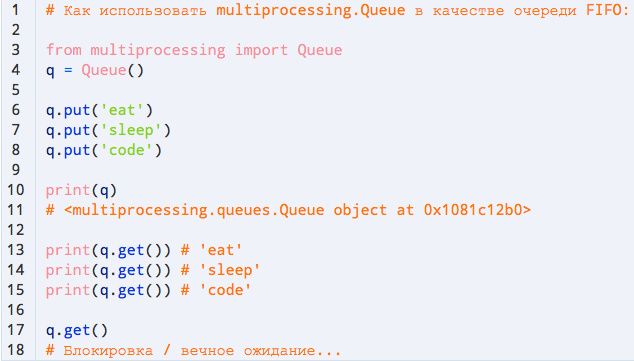 1 # Как использовать multiprocessing.Queue в качестве очереди FIFO:
2
3 from multiprocessing import Queue
4 q = Queue()
5
6 q.put('eat')
7 q.put('sleep')
8 q.put('code')
9
10 print(q)
11 # <multiprocessing.queues.Queue object at 0x1081c12b0>
12
13 print(q.get()) # 'eat'
14 print(q.get()) # 'sleep'
15 print(q.get()) # 'code'
16
17 q.get()
18 # Блокировка / вечное ожидание...